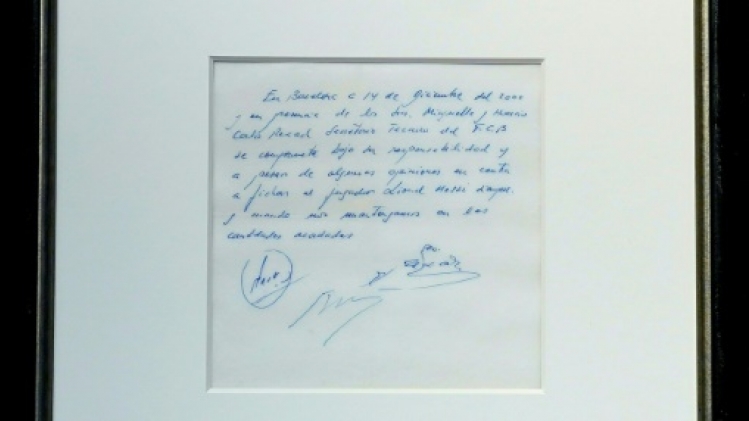 En Barcelona a 14 de Diciembre del 2000
y en presencia de los Sres. Minguella y Horacio
Carles Rexach Secretario Tecnico del F.C.B
se compromete bajo su responsabilidad y
a pesar de algunas opiniones en contra
a fichar al jugador Lionel Messi
y cuando nos mantengamos en las
cantidades acordadas